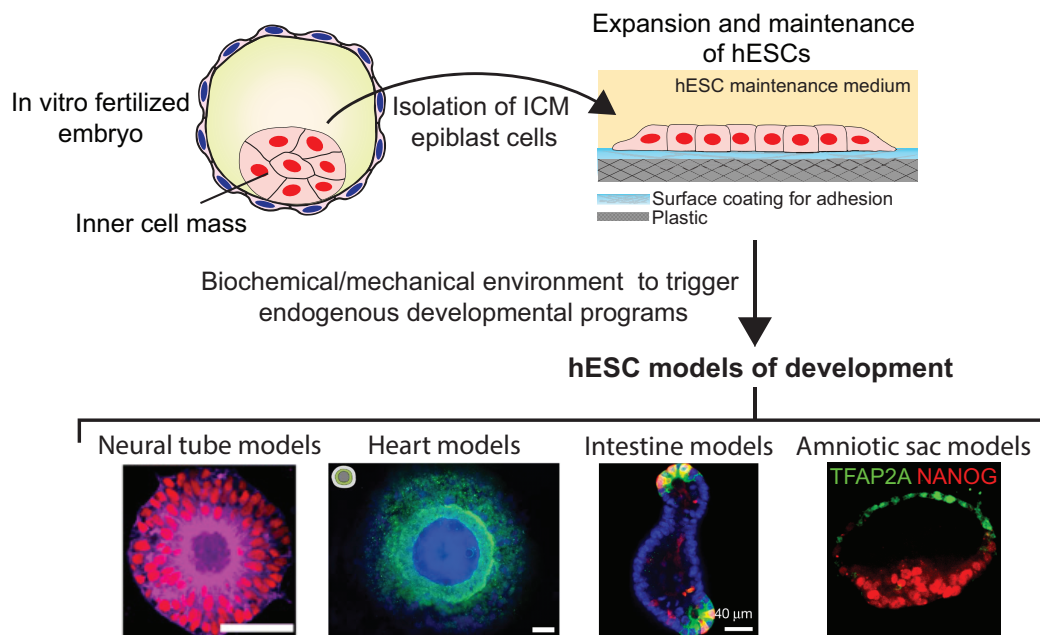 In vitro fertilized
embryo
Inner cell mass
Isolation of ICM
epiblast cells
Expansion and maintenance
of hESCs
hESC maintenance medium
Surface coating for adhesion
Plastic
Biochemical/mechanical environment to trigger
endogenous developmental programs
hESC models of development
Neural tube models
Heart models
Intestine models
40 µm
Amniotic sac models
TFAP2A NANOG